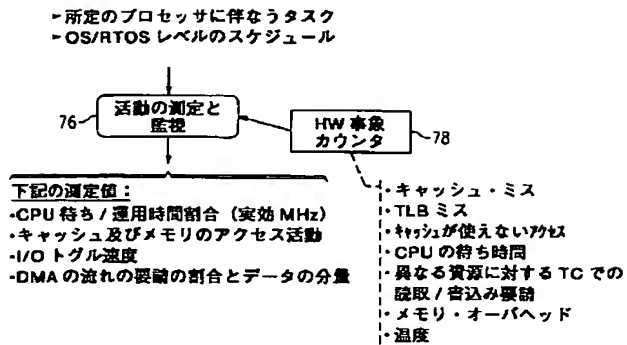 -所定のプロセッサに伴なうタスク
-OS/RTOS レベルのスケジュール
76
活動の測定と
監視
HW 事象
カウンタ
78
下記の測定値：
-CPU 待ち / 運用時間割合（実効 MHz）
・キャッシュ及びメモリのアクセス活動
-I/O トグル速度
-DMA の流れの要請の割合とデータの分量
・キャッシュ・ミス
・TLB ミス
・キャッシュが使えないアクセス
・CPU の待ち時間
・異なる資源に対する TC での
読取 / 書込み要請
・メモリ・オーバヘッド
・温度